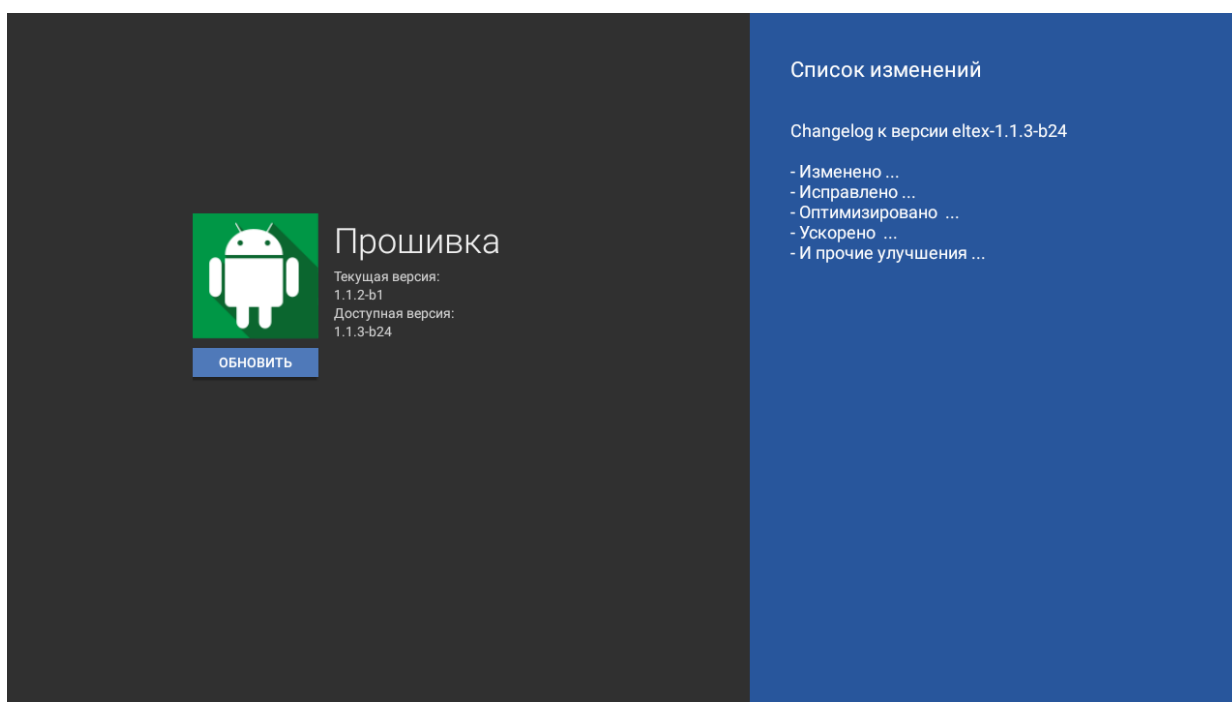 Прошивка
Текущая версия:
1.1.2-b1
Доступная версия:
1.1.3-b24
ОБНОВИТЬ
Список изменений
Changelog к версии eltex-1.1.3-b24
- Изменено ...
- Исправлено ...
- Оптимизировано  ...
- Ускорено  ...
- И прочие улучшения ...